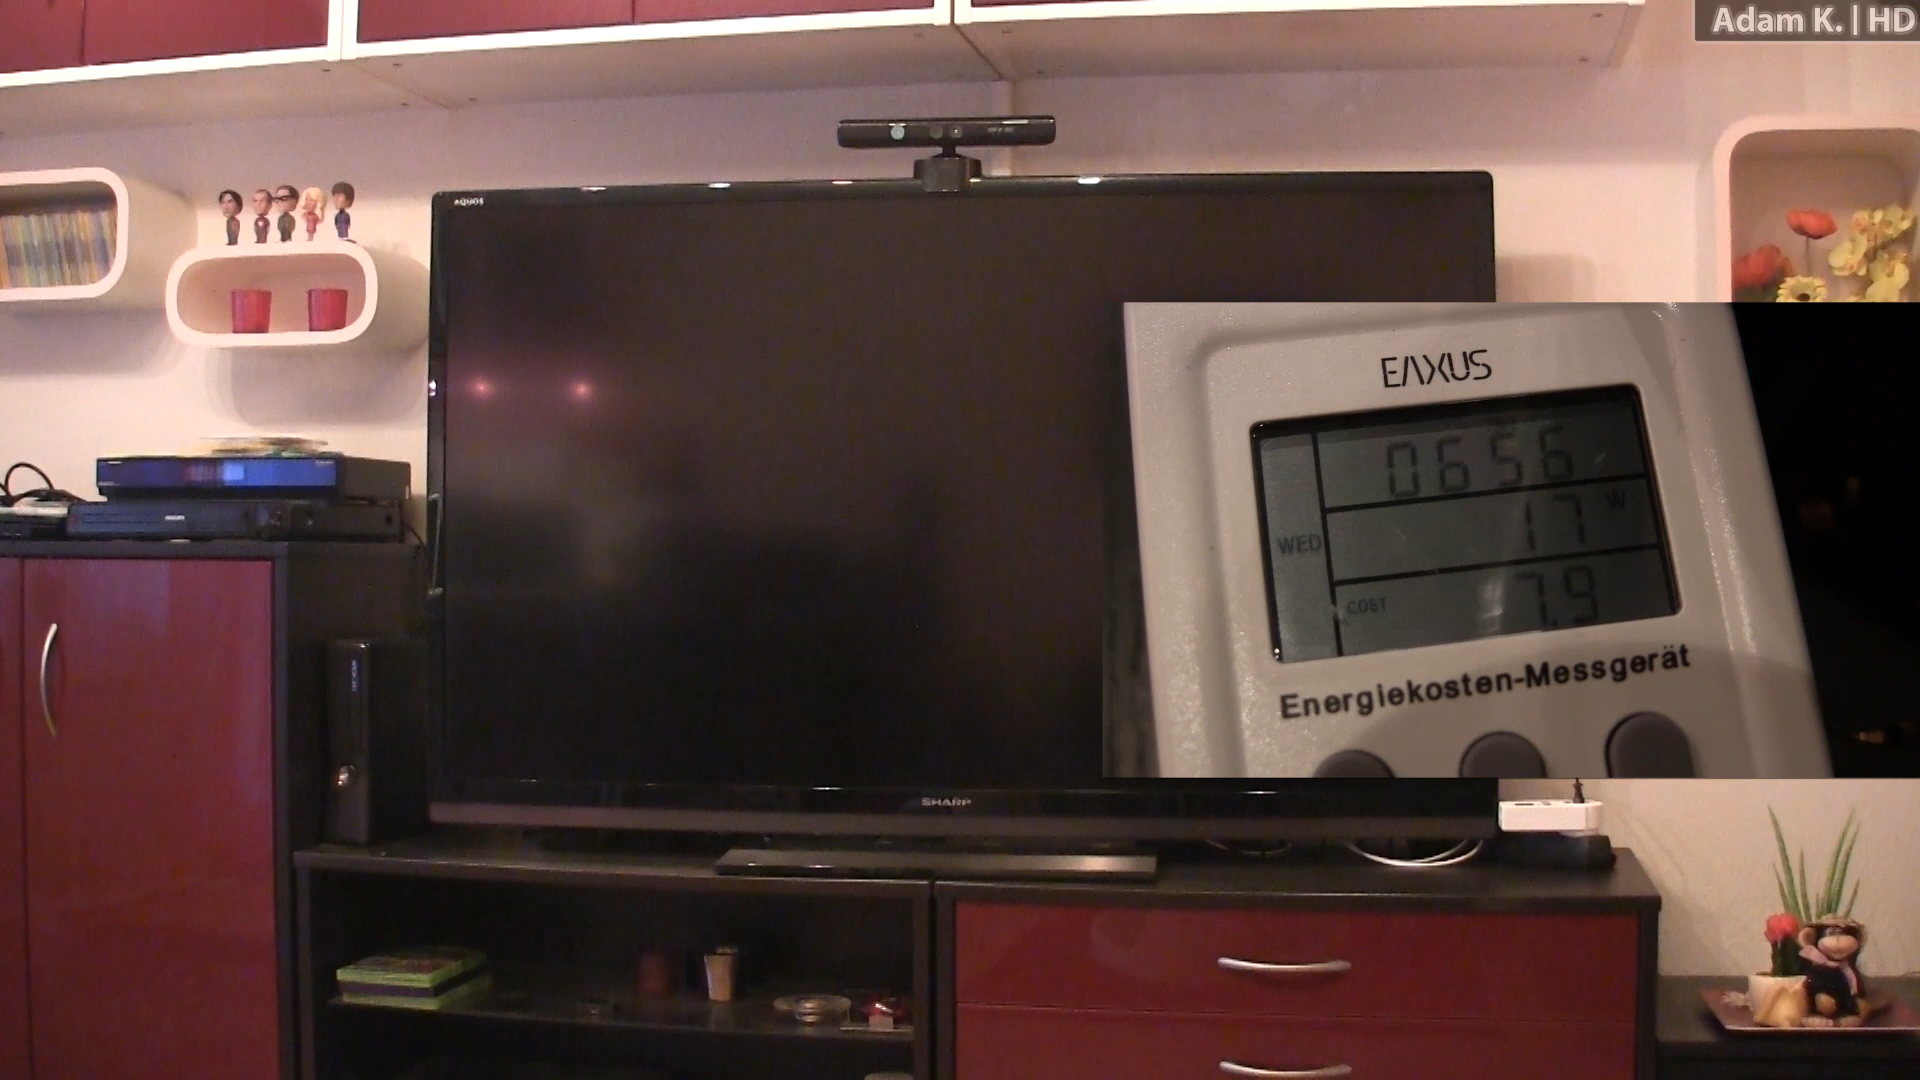 Adam K. | HD
AQUOS
EAXUS
0656
WED
17 W
COST 7.9
Energiekosten-Messgerät
SHARP